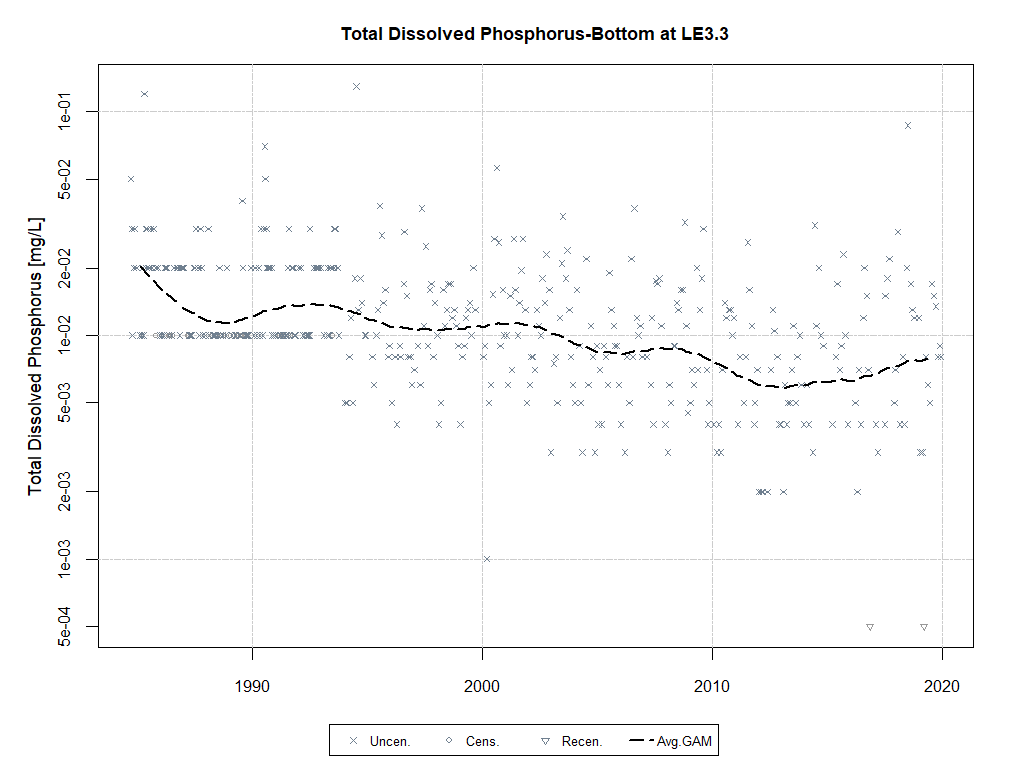 Total Dissolved Phosphorus-Bottom at LE3.3
Total Dissolved Phosphorus [mg/L]
1e-01
5e-02
2e-02
1e-02
5e-03
2e-03
1e-03
5e-04
1990 2000 2010 2020
Uncen. Cens. Recen. Avg.GAM